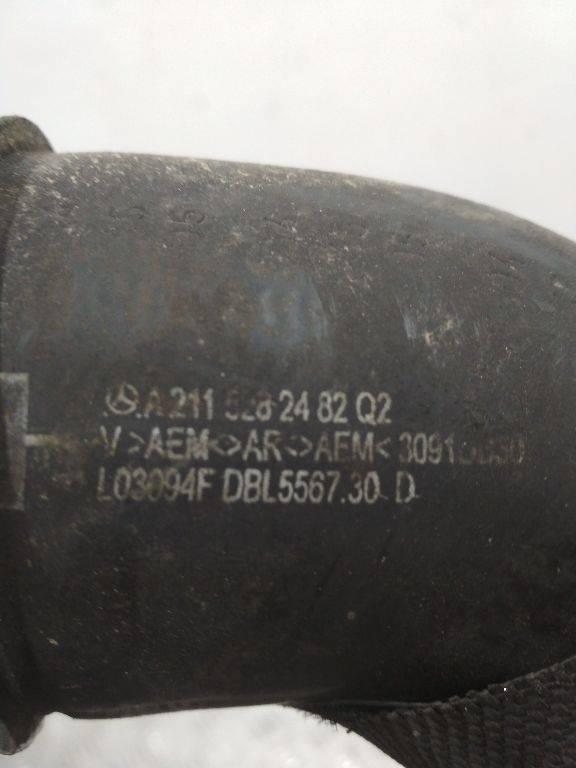 A 211 528 24 82 Q2
V >AEM<>AR<>AEM<
L03094F DBL5567.30 D